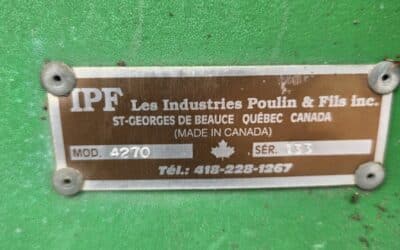 IPF Les Industries Poulin & Fils inc.
ST-GEORGES DE BEAUCE QUÉBEC CANADA
(MADE IN CANADA)
MOD. 4270 SÉR. 133
Tél.: 418-228-1267